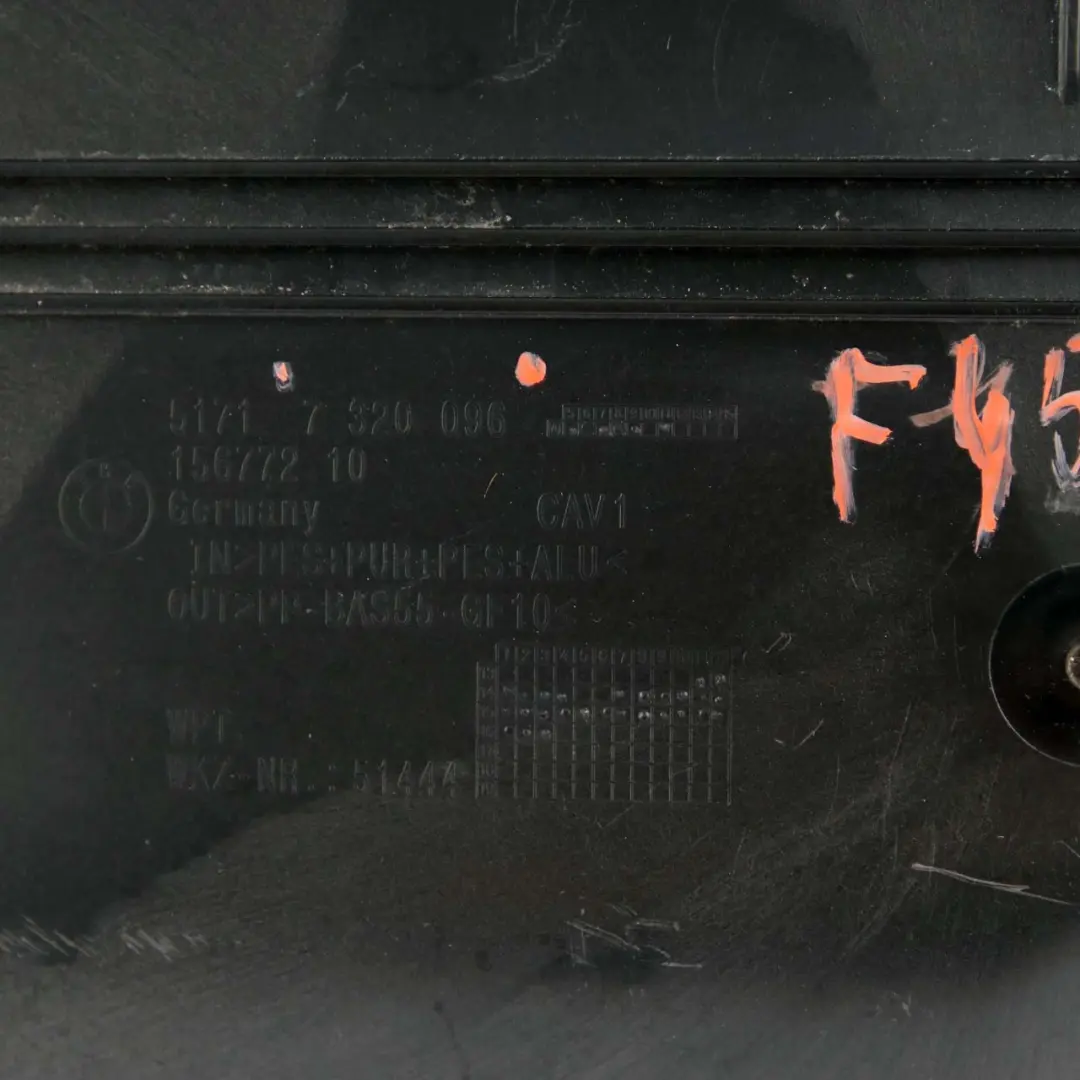 F45
5171 7 320 096
156772 10
Germany CAV1
IN>PES+PUR+PES+ALU<
OUT>PP-BAS55-GF10<
WPT
WKZ-NR.:51444